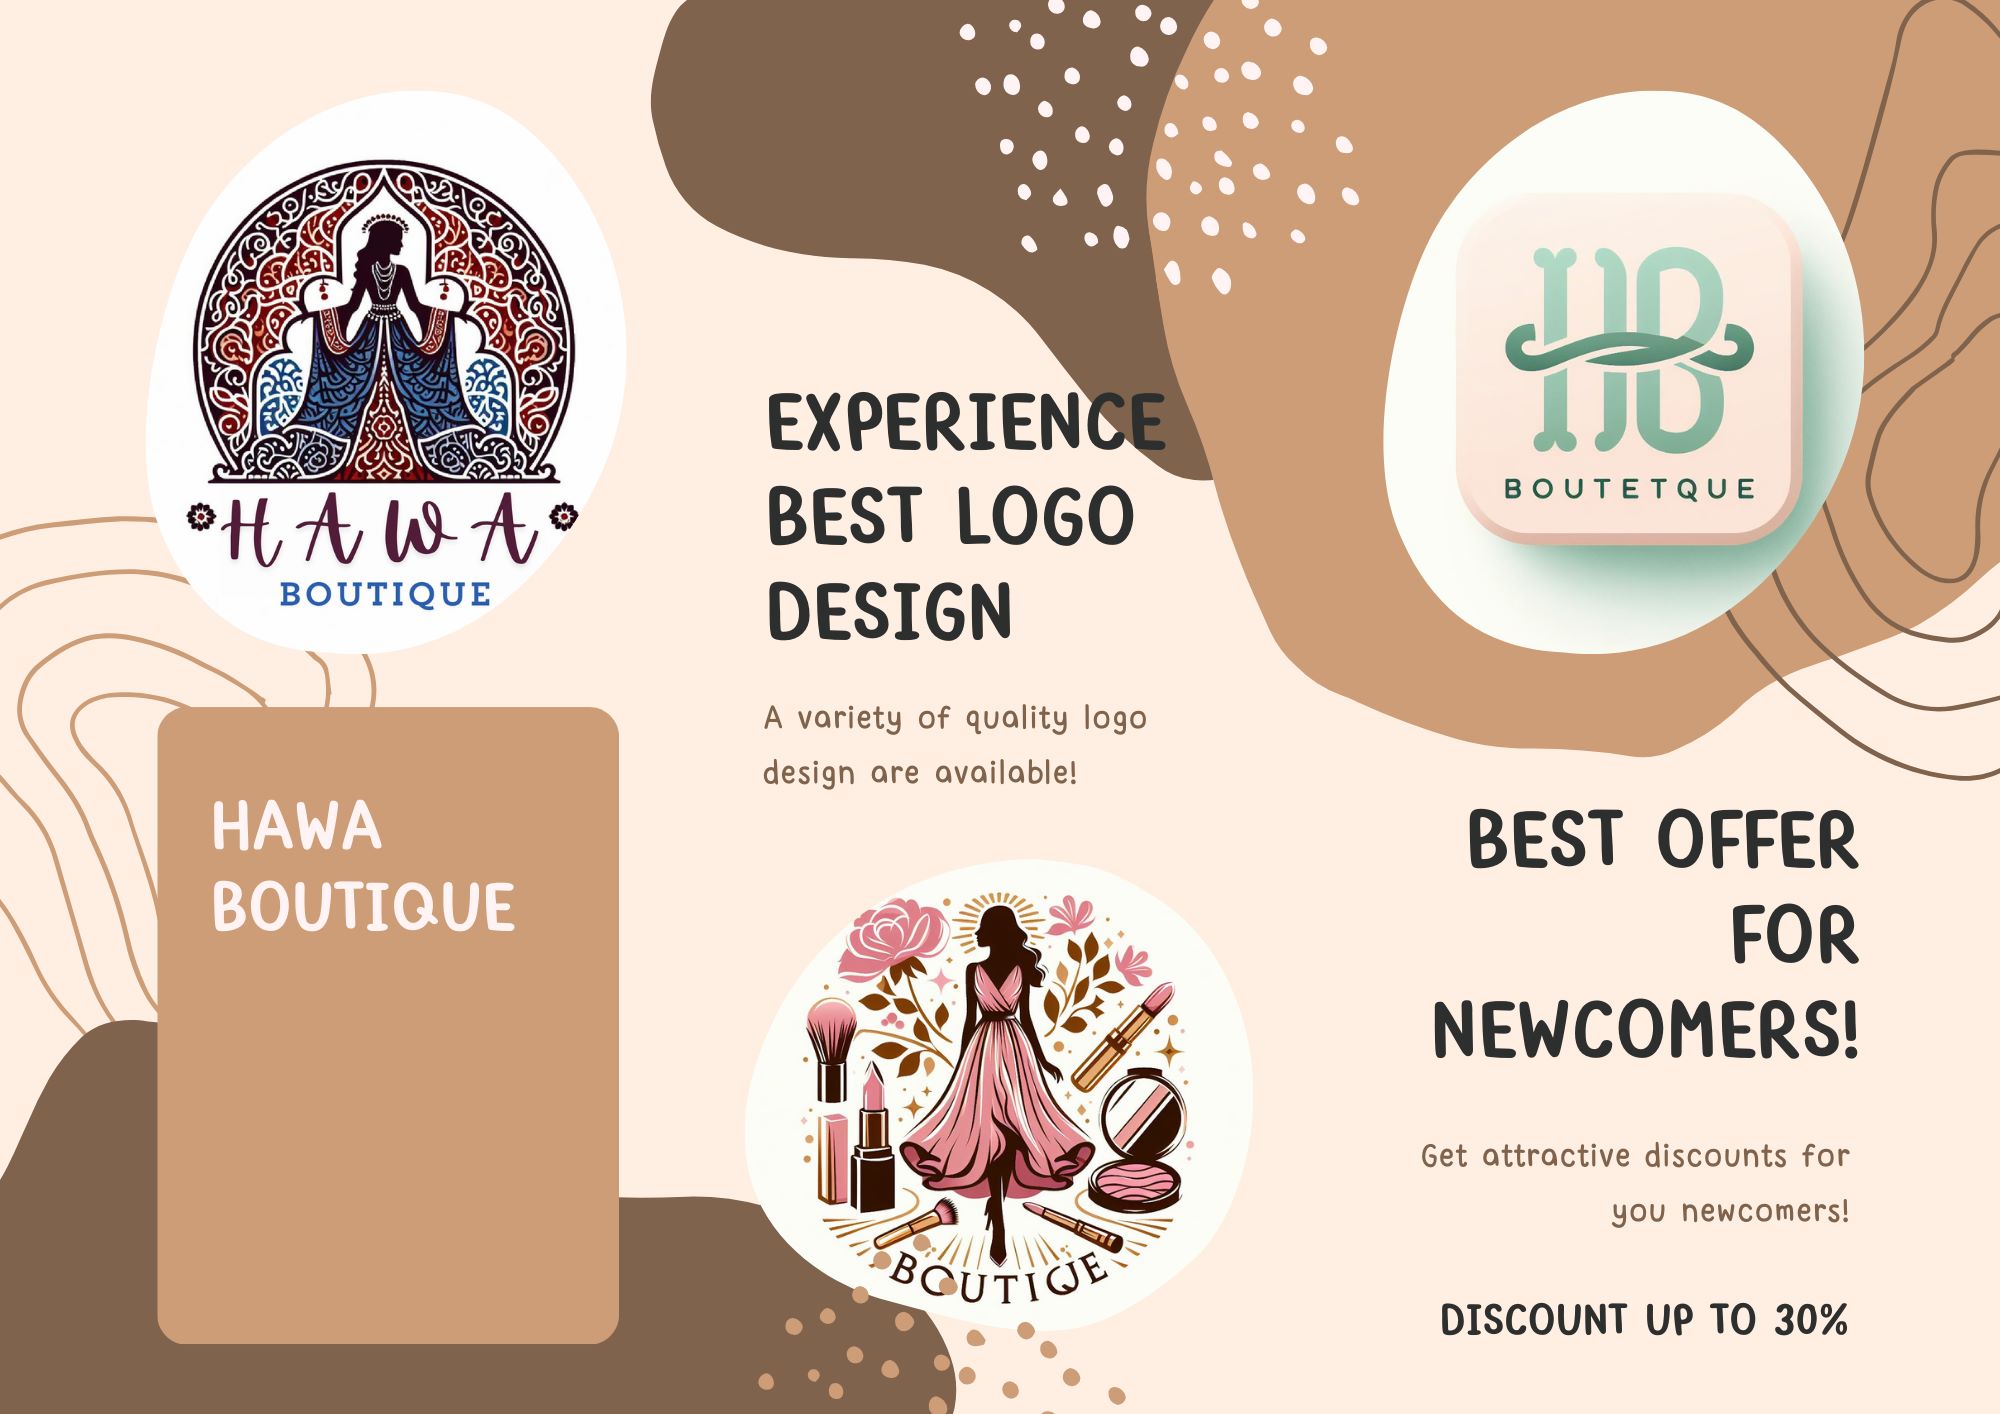 HAWA
BOUTIQUE
HAWA
BOUTIQUE
EXPERIENCE
BEST LOGO
DESIGN
A variety of quality logo
design are available!
BOUTIQE
HB
BOUTETQUE
BEST OFFER
FOR
NEWCOMERS!
Get attractive discounts for
you newcomers!
DISCOUNT UP TO 30%